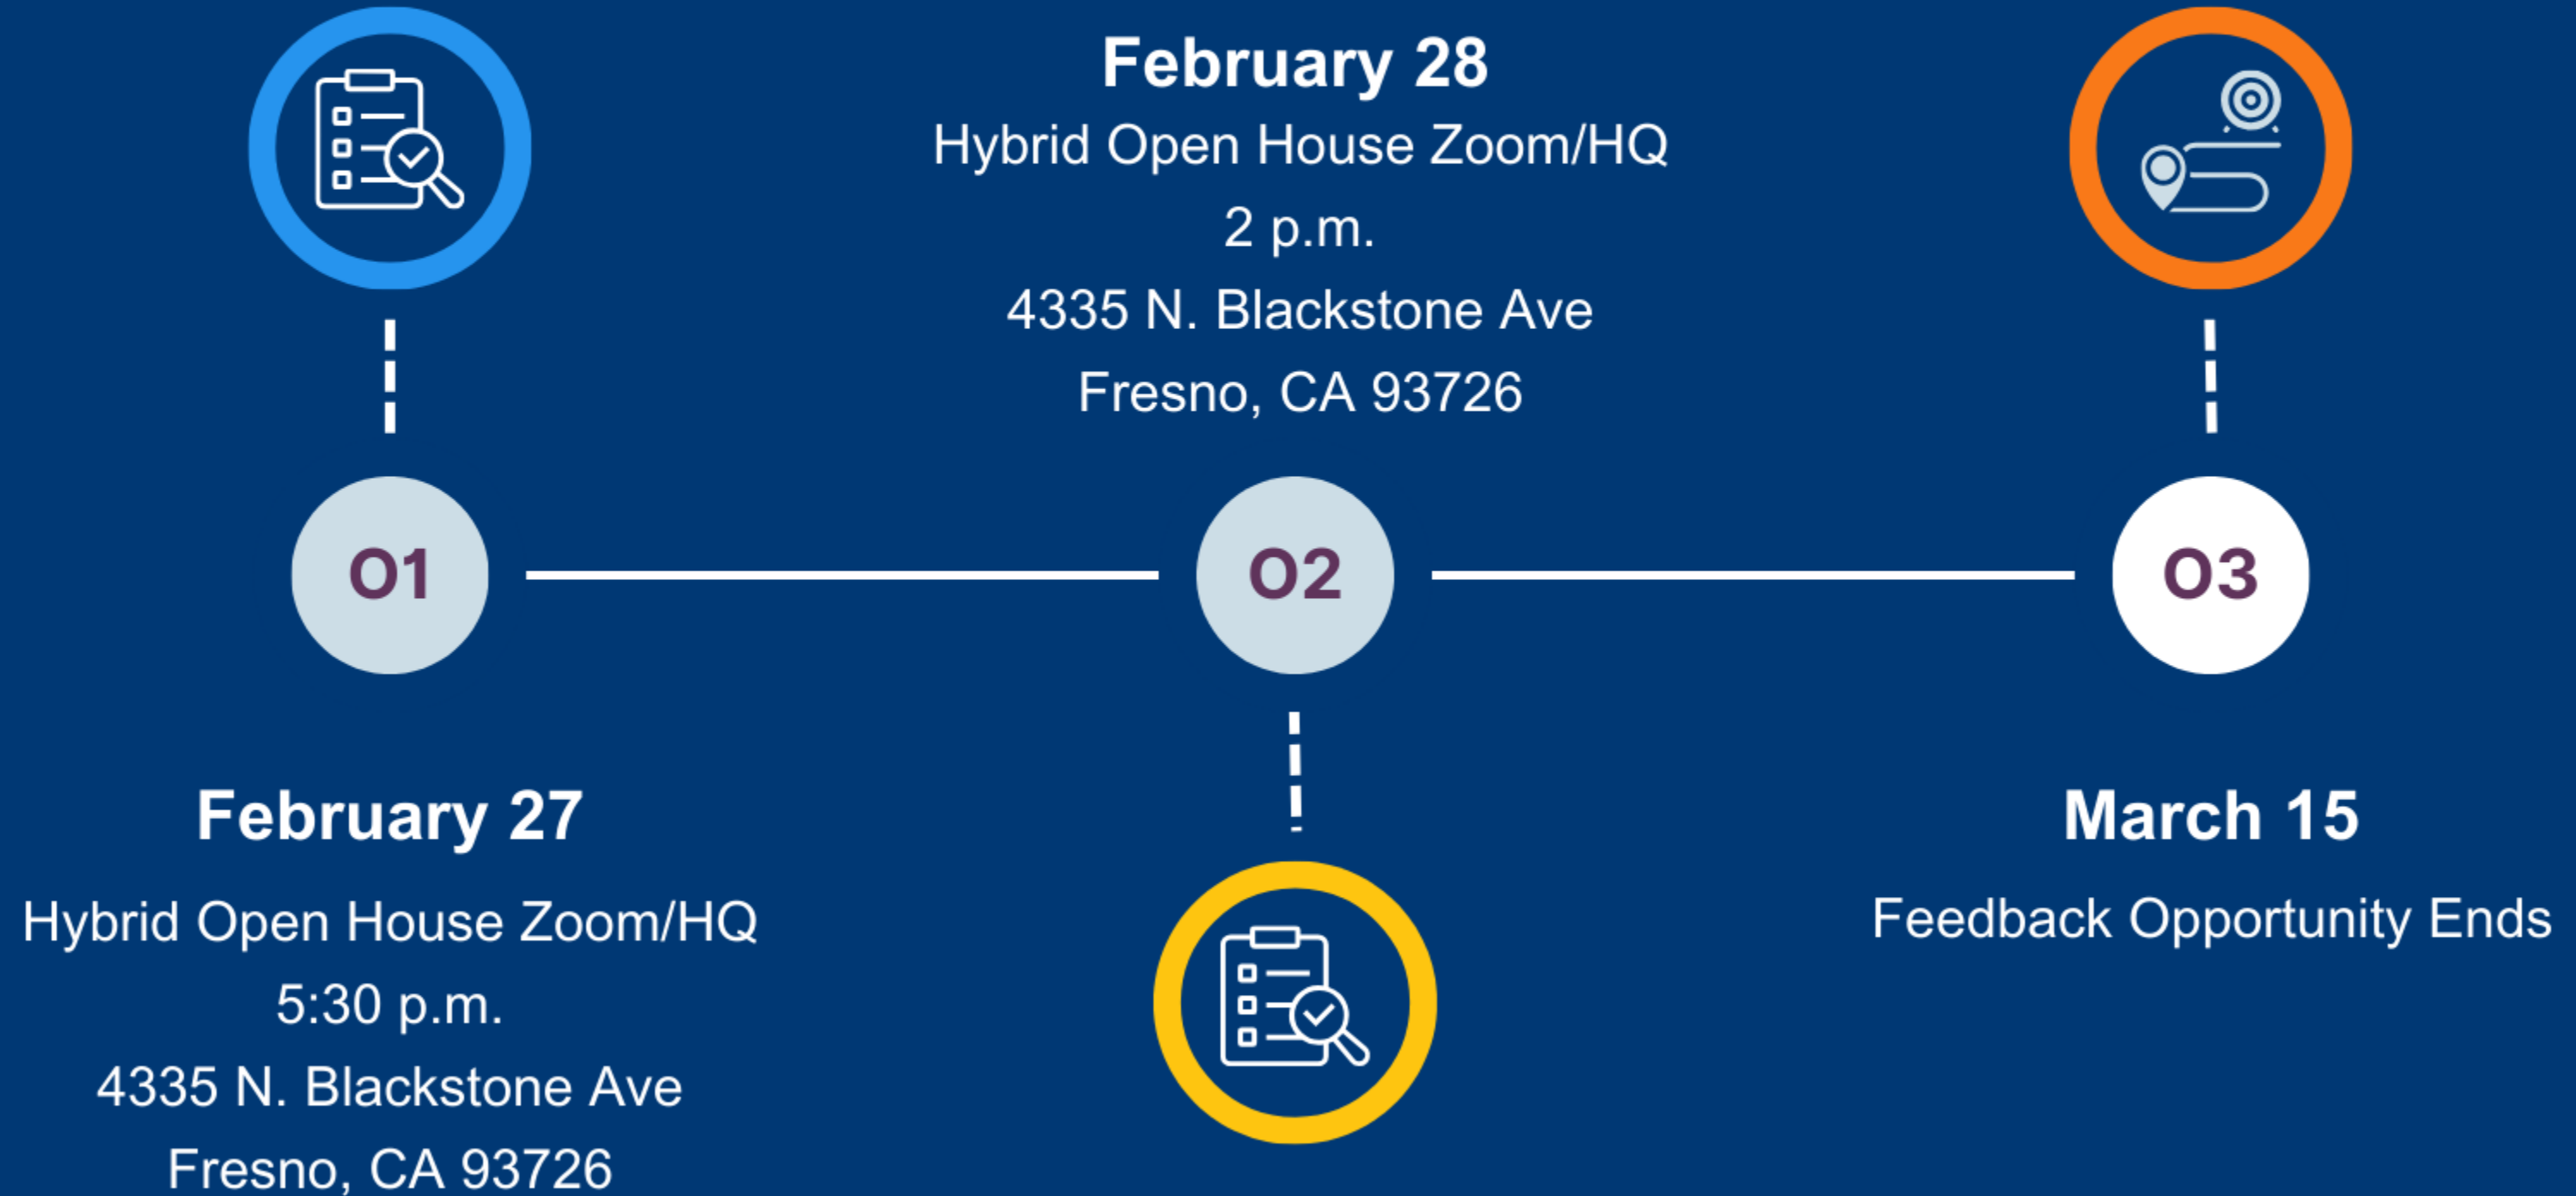 01
February 27
Hybrid Open House Zoom/HQ
5:30 p.m.
4335 N. Blackstone Ave
Fresno, CA 93726
February 28
Hybrid Open House Zoom/HQ
2 p.m.
4335 N. Blackstone Ave
Fresno, CA 93726
02
03
March 15
Feedback Opportunity Ends